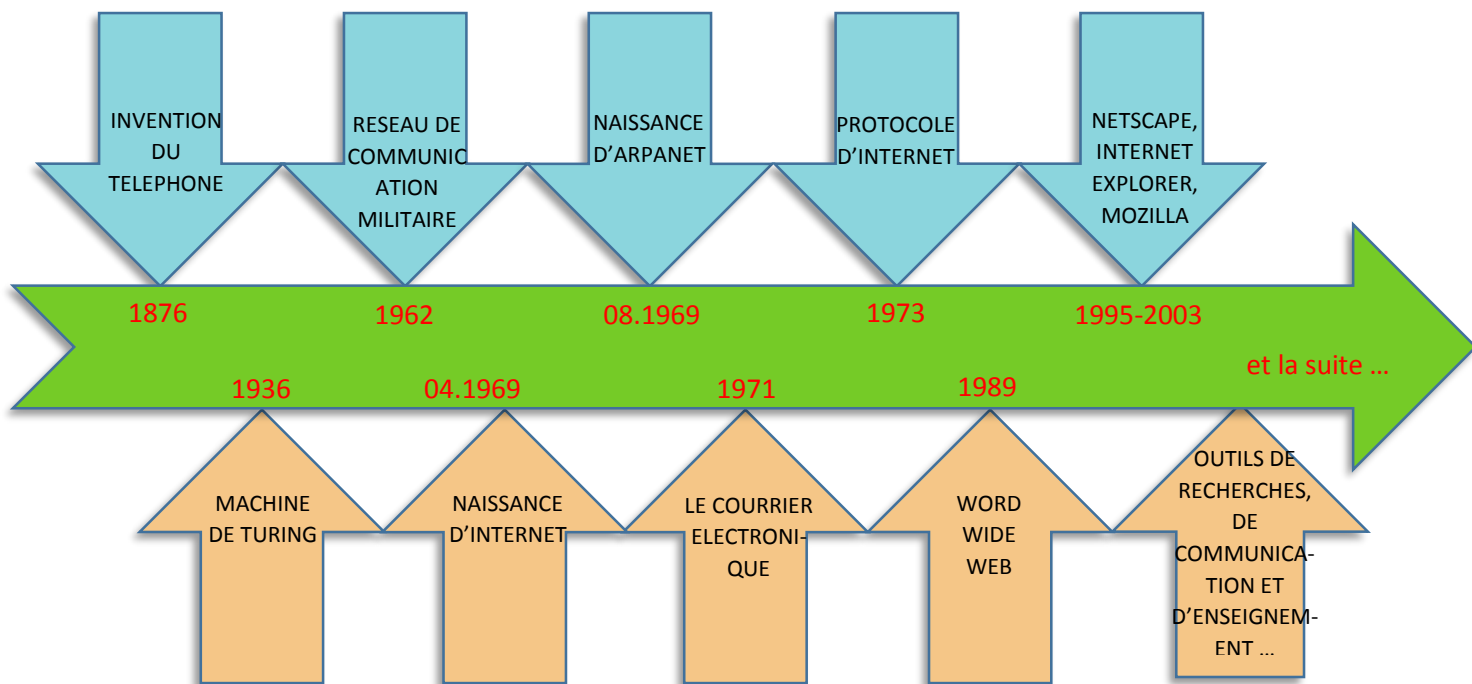 INVENTION
DU
TELEPHONE
RESEAU DE
COMMUNIC
ATION
MILITAIRE
NAISSANCE
D’ARPANET
PROTOCOLE
D’INTERNET
NETSCAPE,
INTERNET
EXPLORER,
MOZILLA
1876
1962
08.1969
1973
1995-2003
et la suite ...
1936
04.1969
1971
1989
MACHINE
DE TURING
NAISSANCE
D’INTERNET
LE COURRIER
ELECTRONI-
QUE
WORD
WIDE
WEB
OUTILS DE
RECHERCHES,
DE
COMMUNICA-
TION ET
D’ENSEIGNEM-
ENT ...